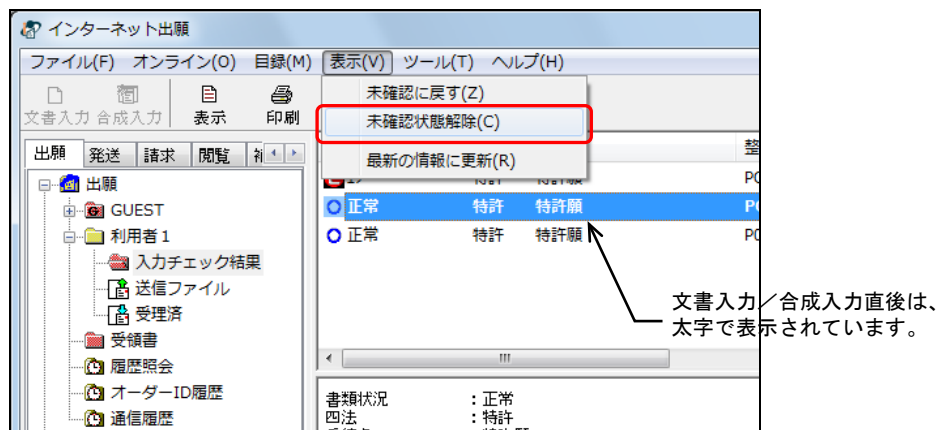 インターネット出願
ファイル(F) オンライン(O) 目録(M) 表示(V) ツール(T) ヘルプ(H)
文書入力 合成入力 表示 印刷
未確認に戻す(Z)
未確認状態解除(C)
最新の情報に更新(R)
出願 発送 請求 閲覧
整
出願
GUEST
利用者1
入力チェック結果
送信ファイル
受理済
受領書
履歴照会
オーダーID履歴
通信履歴
正常 特許 特許願
正常 特許 特許願
文書入力/合成入力直後は、
太字で表示されています。
書類状況 :正常
四法 :特許